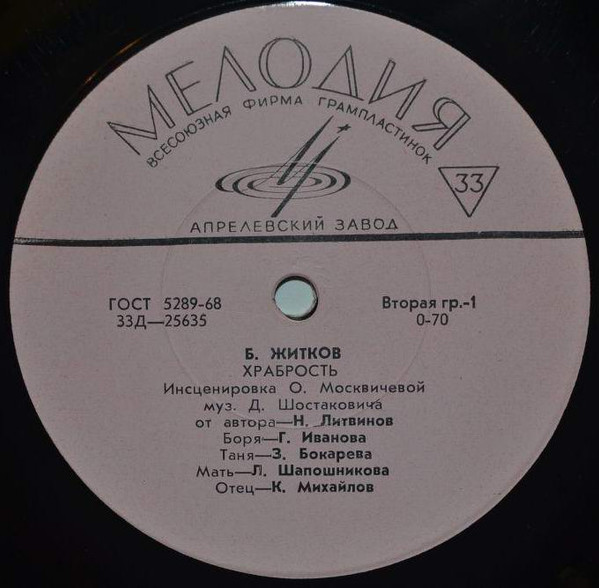 МЕЛОДИЯ
ВСЕСОЮЗНАЯ ФИРМА ГРАМПЛАСТИНОК
33
АПРЕЛЕВСКИЙ ЗАВОД
ГОСТ 5289-68 Вторая гр.-1
33Д—25635 0-70
Б. ЖИТКОВ
ХРАБРОСТЬ
Инсценировка О. Москвичевой
муз. Д. Шостаковича
от автора—Н. Литвинов
Боря—Г. Иванова
Таня—З. Бокарева
Мать—Л. Шапошникова
Отец—К. Михайлов